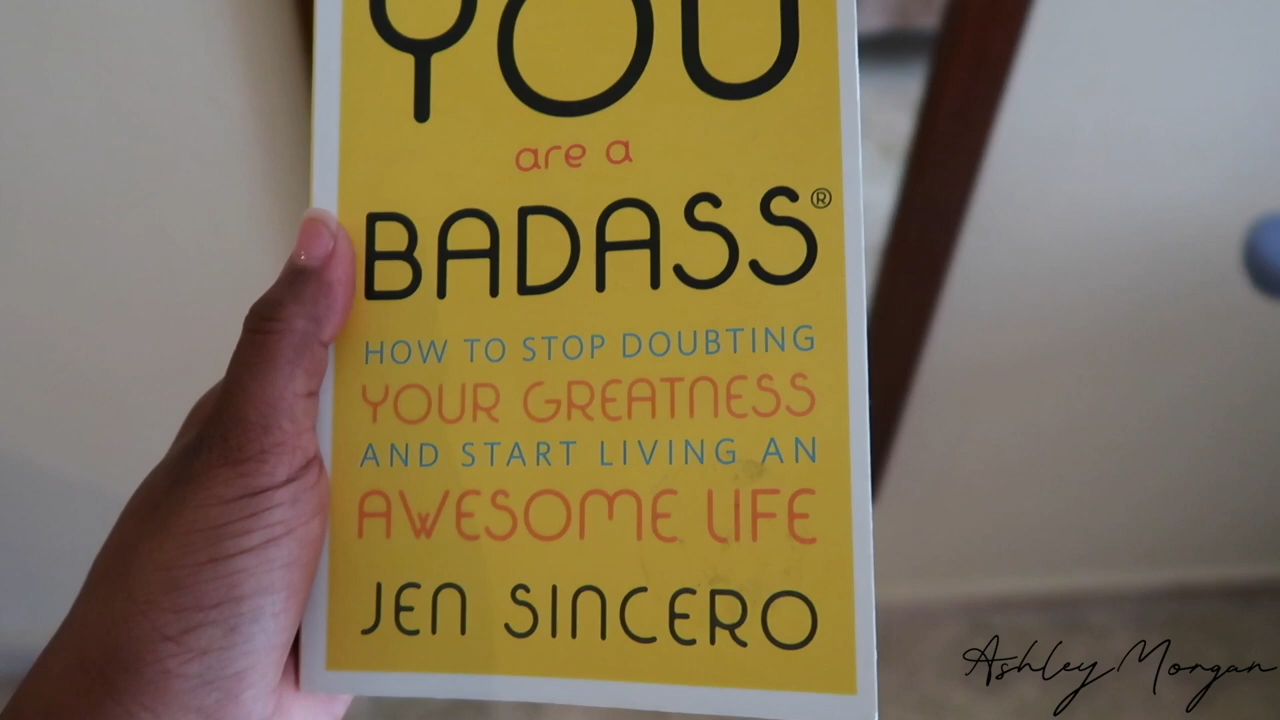 YOU
are a
BADASS®
HOW TO STOP DOUBTING
YOUR GREATNESS
AND START LIVING AN
AWESOME LIFE
JEN SINCERO
Ashley Morgan